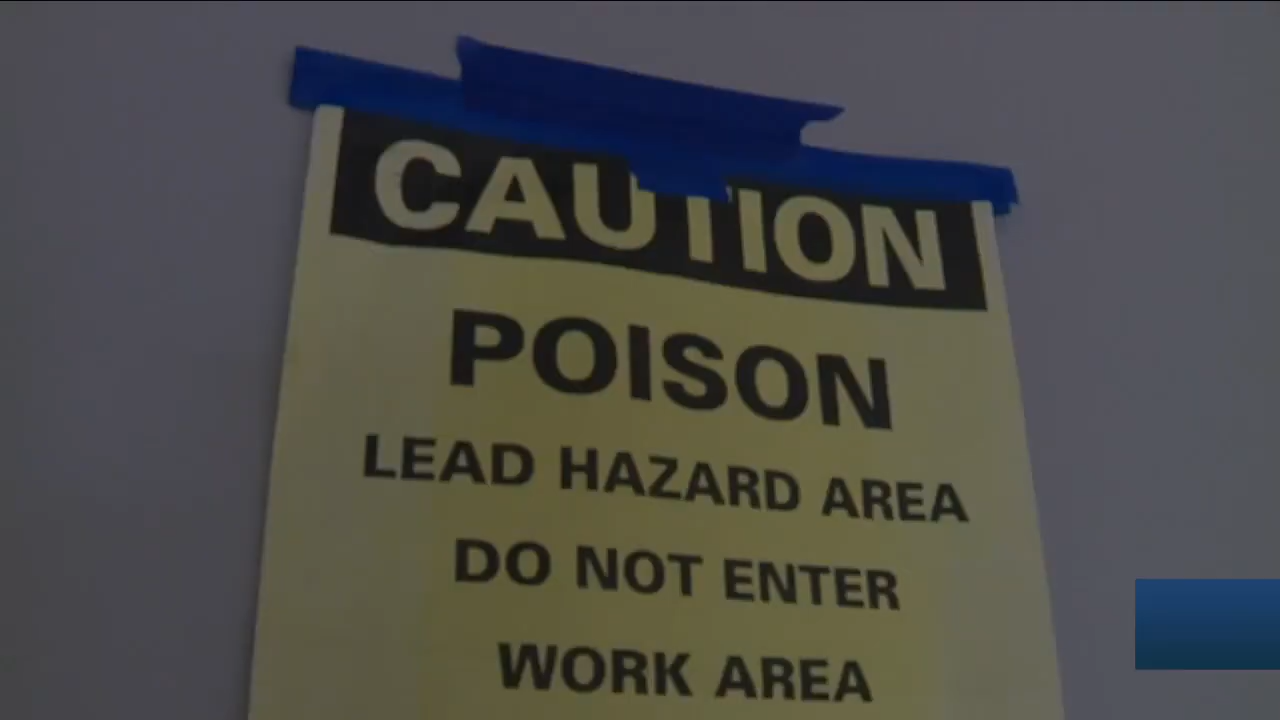 CAUTION
POISON
LEAD HAZARD AREA
DO NOT ENTER
WORK AREA